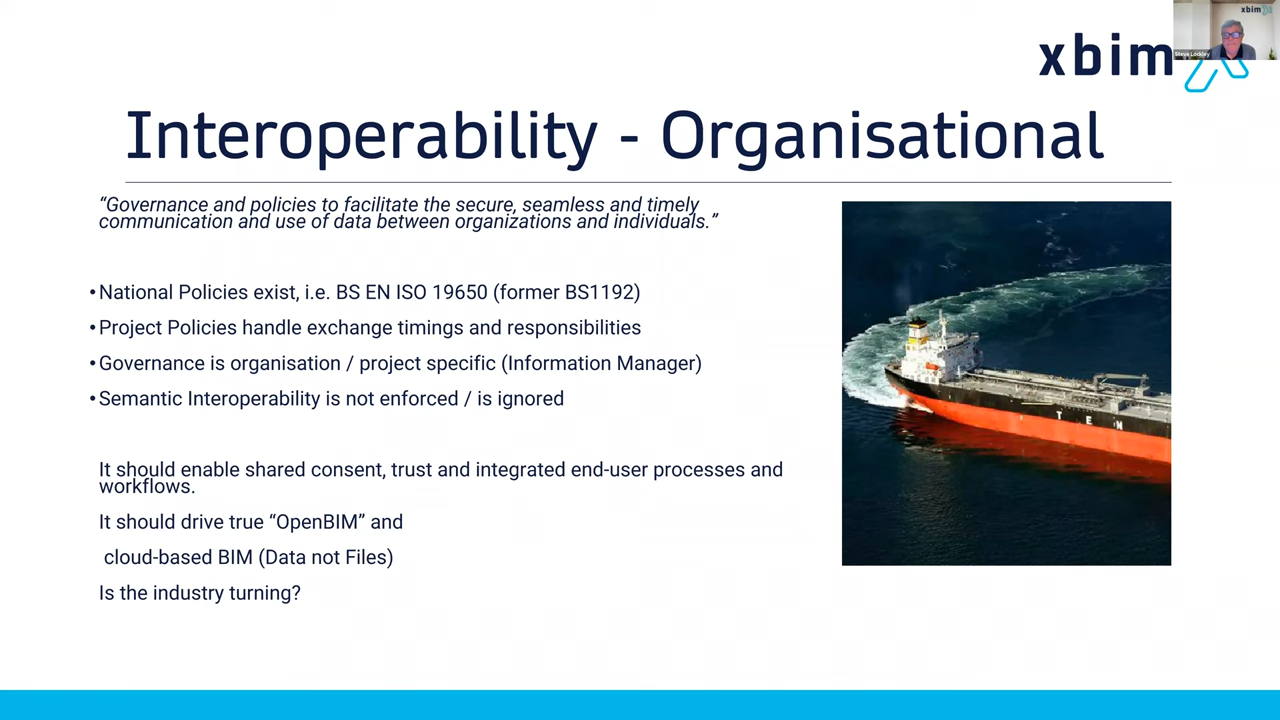 xbim
xbim
Steve Lockley
Interoperability - Organisational
“Governance and policies to facilitate the secure, seamless and timely
communication and use of data between organizations and individuals.”
•National Policies exist, i.e. BS EN ISO 19650 (former BS1192)
•Project Policies handle exchange timings and responsibilities
•Governance is organisation / project specific (Information Manager)
•Semantic Interoperability is not enforced / is ignored
It should enable shared consent, trust and integrated end-user processes and
workflows.
It should drive true “OpenBIM” and
cloud-based BIM (Data not Files)
Is the industry turning?
T E N